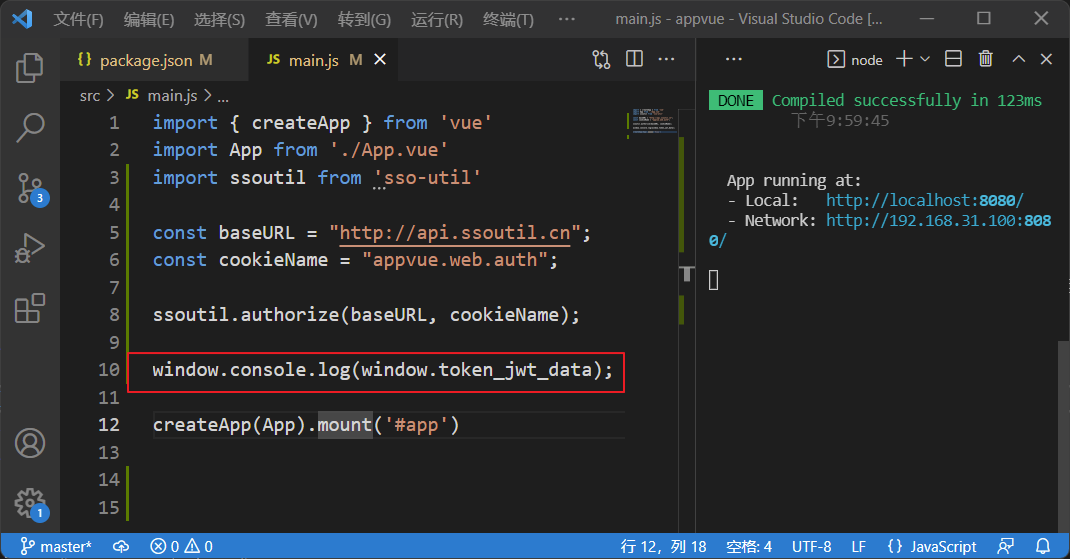 文件(F) 编辑(E) 选择(S) 查看(V) 转到(G) 运行(R) 终端(T) ··· main.js - appvue - Visual Studio Code [...
{} package.json M JS main.js M
src > JS main.js > ...
1 import { createApp } from 'vue'
2 import App from './App.vue'
3 import ssoutil from 'sso-util'
4
5 const baseURL = "http://api.ssoutil.cn";
6 const cookieName = "appvue.web.auth";
7
8 ssoutil.authorize(baseURL, cookieName);
9
10 window.console.log(window.token_jwt_data);
11
12 createApp(App).mount('#app')
13
14
15
3
1
node
DONE Compiled successfully in 123ms
下午9:59:45
App running at:
- Local: http://localhost:8080/
- Network: http://192.168.31.100:808
0/
master* 0 0 行 12，列 18 空格: 4 UTF-8 LF {} JavaScript